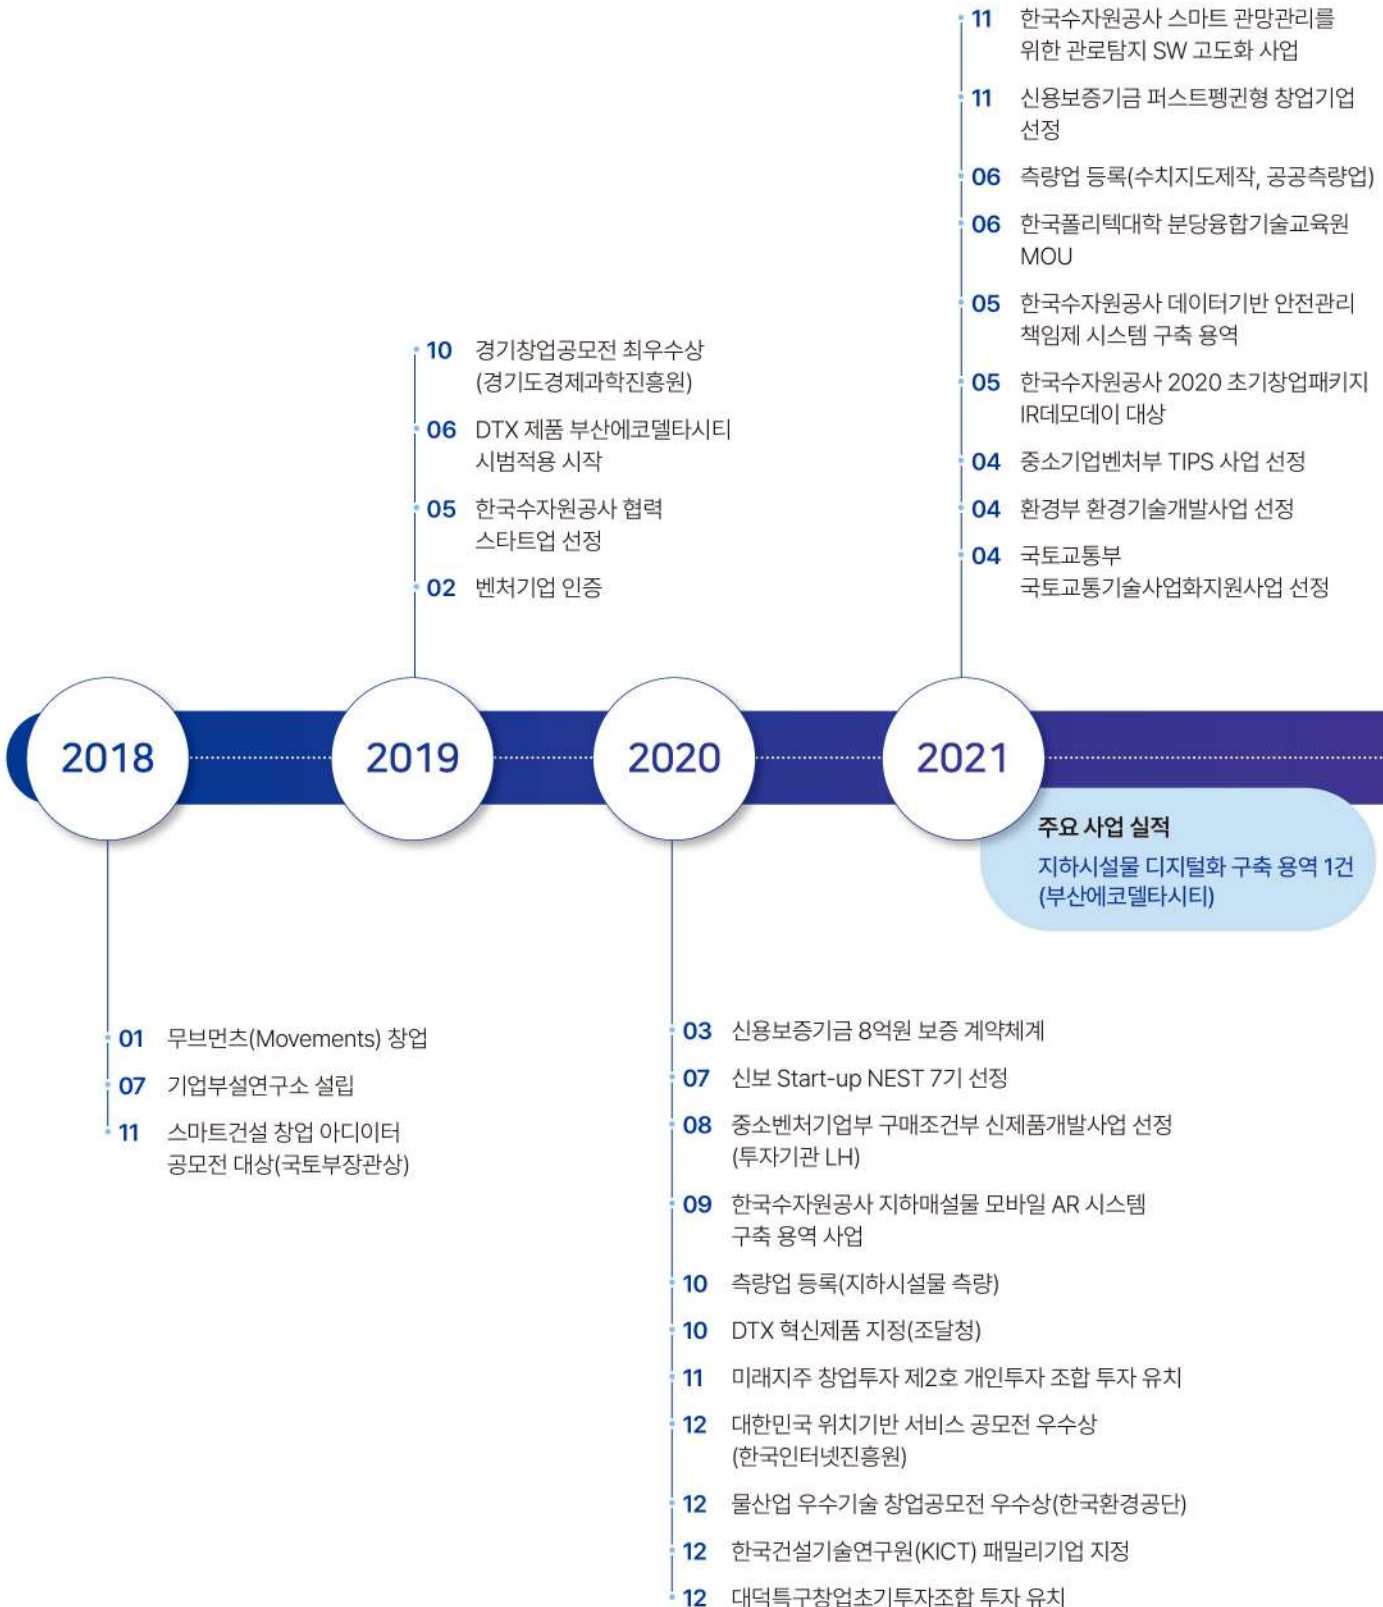 11 한국수자원공사 스마트 관망관리를
위한 관로탐지 SW 고도화 사업
11 신용보증기금 퍼스트펭귄형 창업기업
선정
06 측량업 등록(수치지도제작, 공공측량업)
06 한국폴리텍대학 분당융합기술교육원
MOU
05 한국수자원공사 데이터기반 안전관리
책임제 시스템 구축 용역
05 한국수자원공사 2020 초기창업패키지
IR데모데이 대상
04 중소기업벤처부 TIPS 사업 선정
04 환경부 환경기술개발사업 선정
04 국토교통부
국토교통기술사업화지원사업 선정
10 경기창업공모전 최우수상
(경기도경제과학진흥원)
06 DTX 제품 부산에코델타시티
시범적용 시작
05 한국수자원공사 협력
스타트업 선정
02 벤처기업 인증
2018
2019
2020
2021
주요 사업 실적
지하시설물 디지털화 구축 용역 1건
(부산에코델타시티)
01 무브먼츠(Movements) 창업
07 기업부설연구소 설립
11 스마트건설 창업 아디이터
공모전 대상(국토부장관상)
03 신용보증기금 8억원 보증 계약체계
07 신보 Start-up NEST 7기 선정
08 중소벤처기업부 구매조건부 신제품개발사업 선정
(투자기관 LH)
09 한국수자원공사 지하매설물 모바일 AR 시스템
구축 용역 사업
10 측량업 등록(지하시설물 측량)
10 DTX 혁신제품 지정(조달청)
11 미래지주 창업투자 제2호 개인투자 조합 투자 유치
12 대한민국 위치기반 서비스 공모전 우수상
(한국인터넷진흥원)
12 물산업 우수기술 창업공모전 우수상(한국환경공단)
12 한국건설기술연구원(KICT) 패밀리기업 지정
12 대덕특구창업초기투자조합 투자 유치